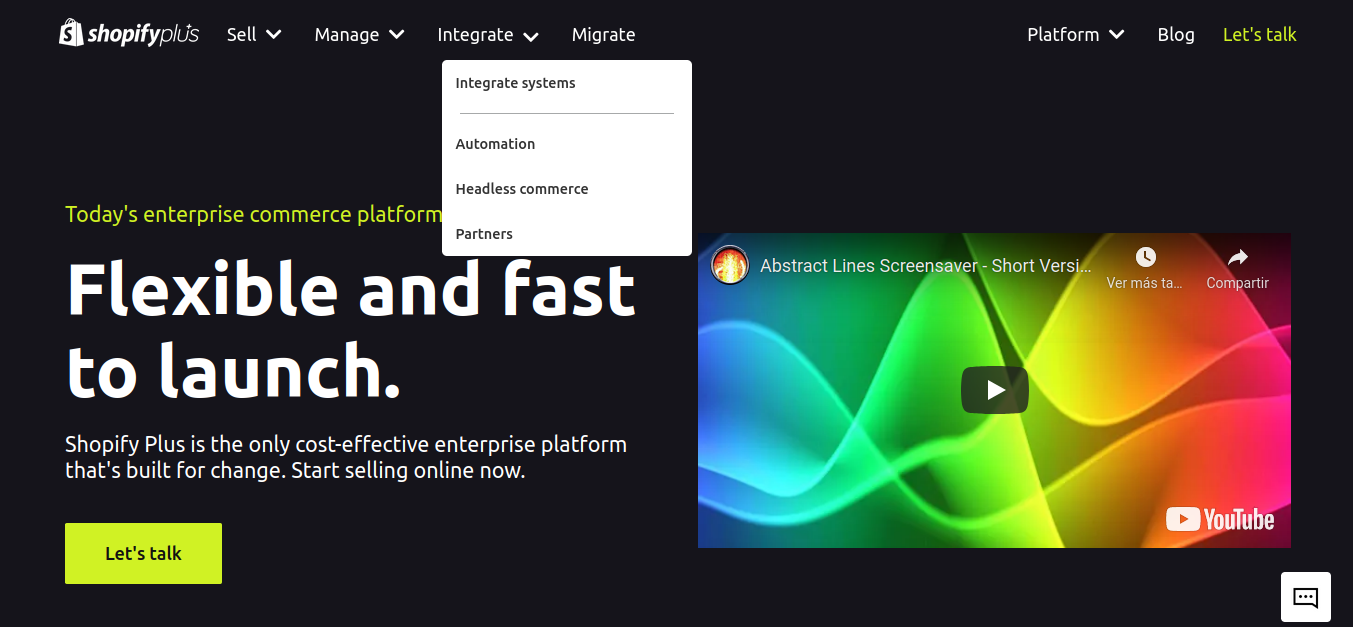 shopifyplus Sell Manage Integrate Migrate Platform Blog Let's talk
Integrate systems
Automation
Headless commerce
Partners
Today's enterprise commerce platform
Flexible and fast
to launch.
Shopify Plus is the only cost-effective enterprise platform
that's built for change. Start selling online now.
Let's talk
Abstract Lines Screensaver - Short Versi...
Ver más ta...
Compartir
YouTube